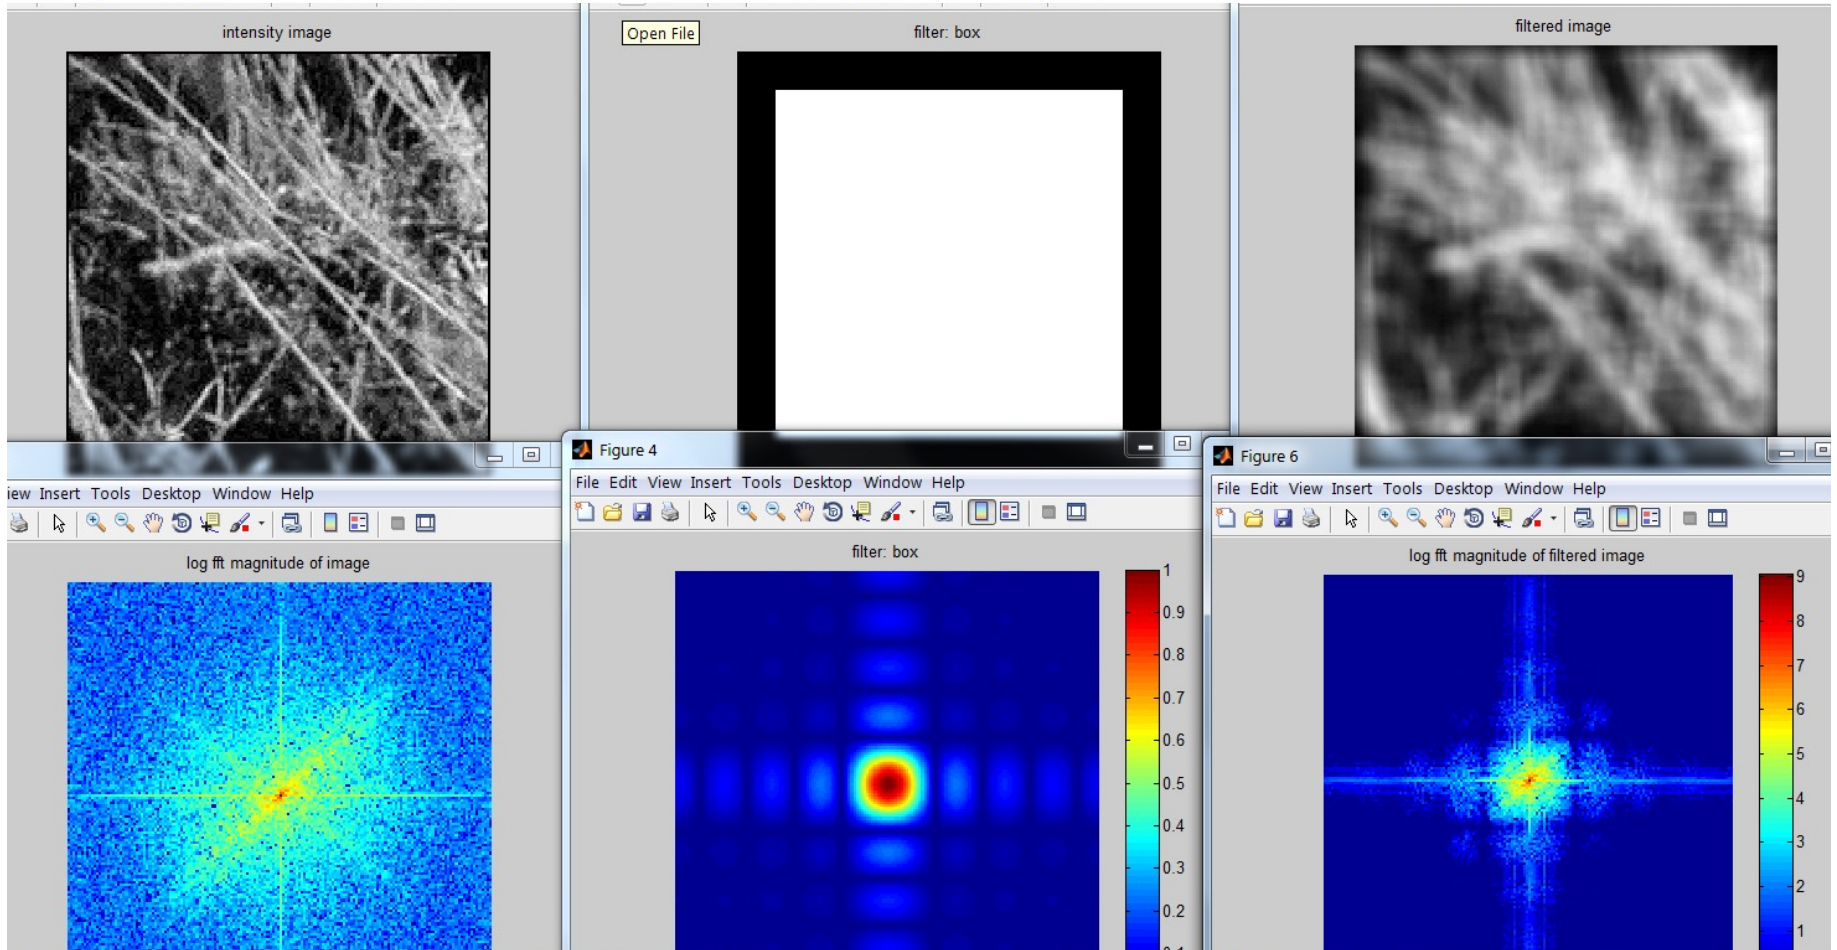 intensity image
Open File
filter: box
filtered image
Figure 4
Figure 6
iew Insert Tools Desktop Window Help
File Edit View Insert Tools Desktop Window Help
File Edit View Insert Tools Desktop Window Help
log fft magnitude of image
filter: box
1
0.9
0.8
0.7
0.6
0.5
0.4
0.3
0.2
log fft magnitude of filtered image
9
8
7
6
5
4
3
2
1